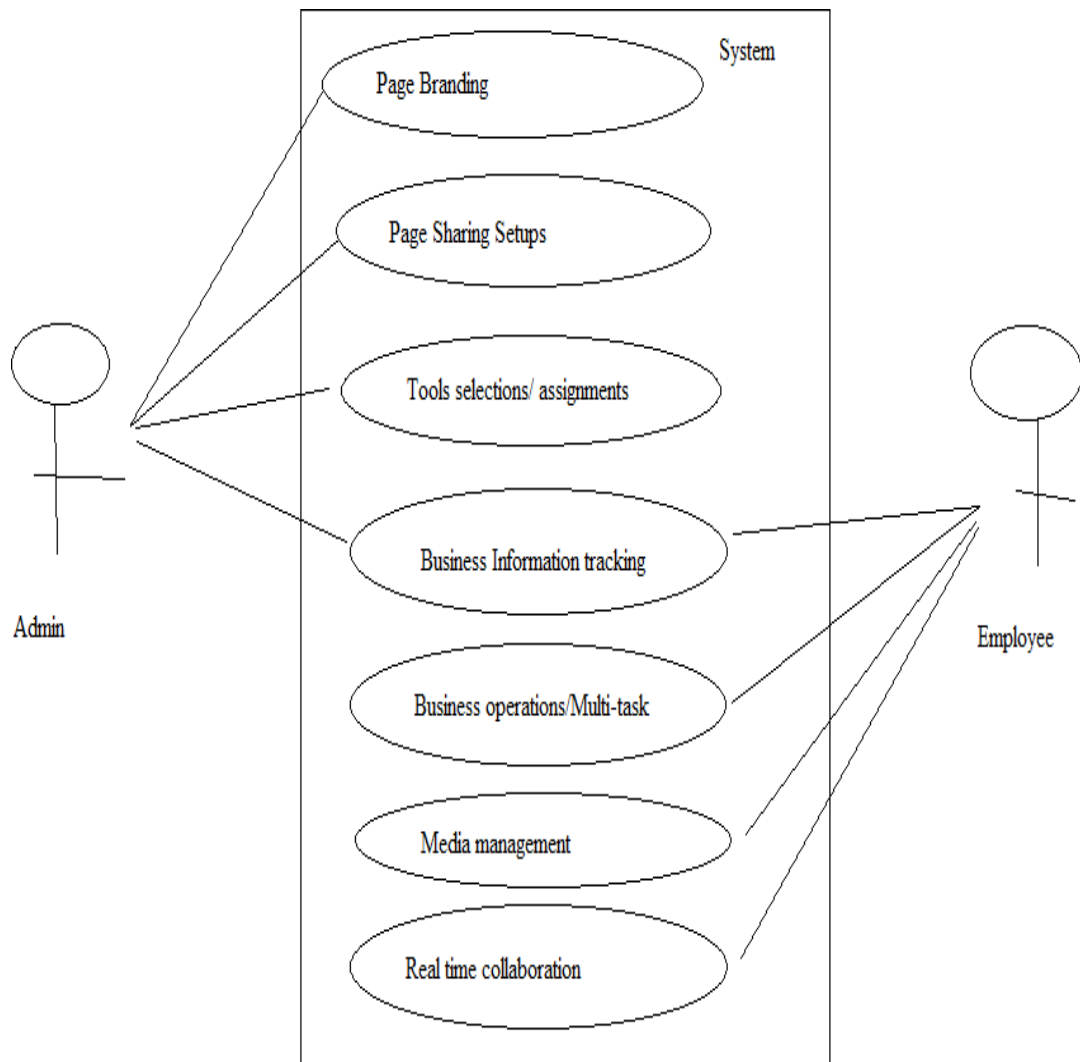 System
Page Branding
Page Sharing Setups
Tools selections/ assignments
Business Information tracking
Admin
Employee
Business operations/Multi-task
Media management
Real time collaboration